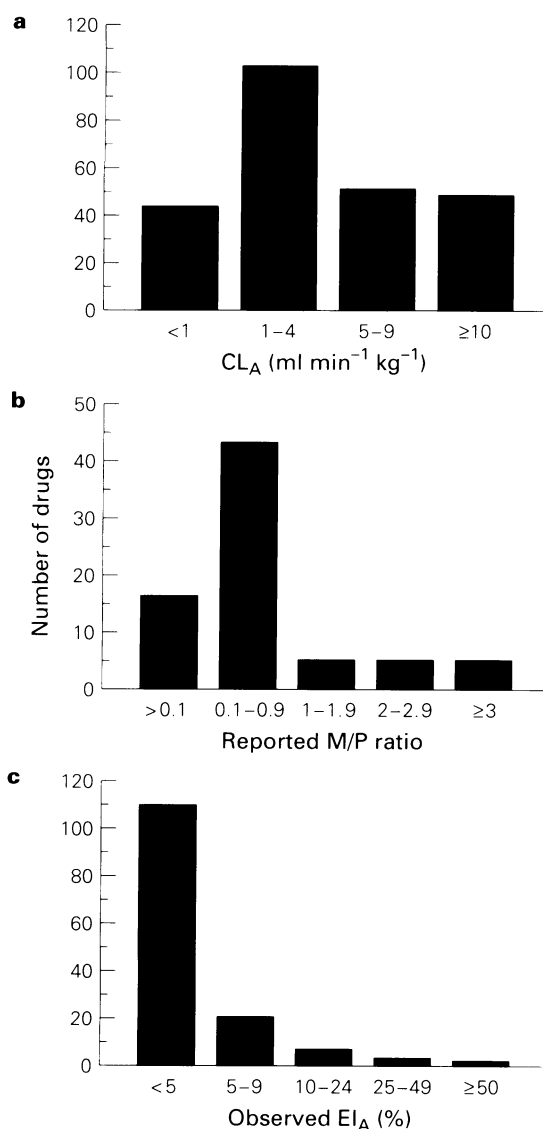 a
120
100
80
60
40
20
0
<1 1–4 5–9 ≥10
CL_A (ml min⁻¹ kg⁻¹)
b
50
40
30
20
10
0
Number of drugs
>0.1 0.1–0.9 1–1.9 2–2.9 ≥3
Reported M/P ratio
c
120
100
80
60
40
20
0
<5 5–9 10–24 25–49 ≥50
Observed EI_A (%)